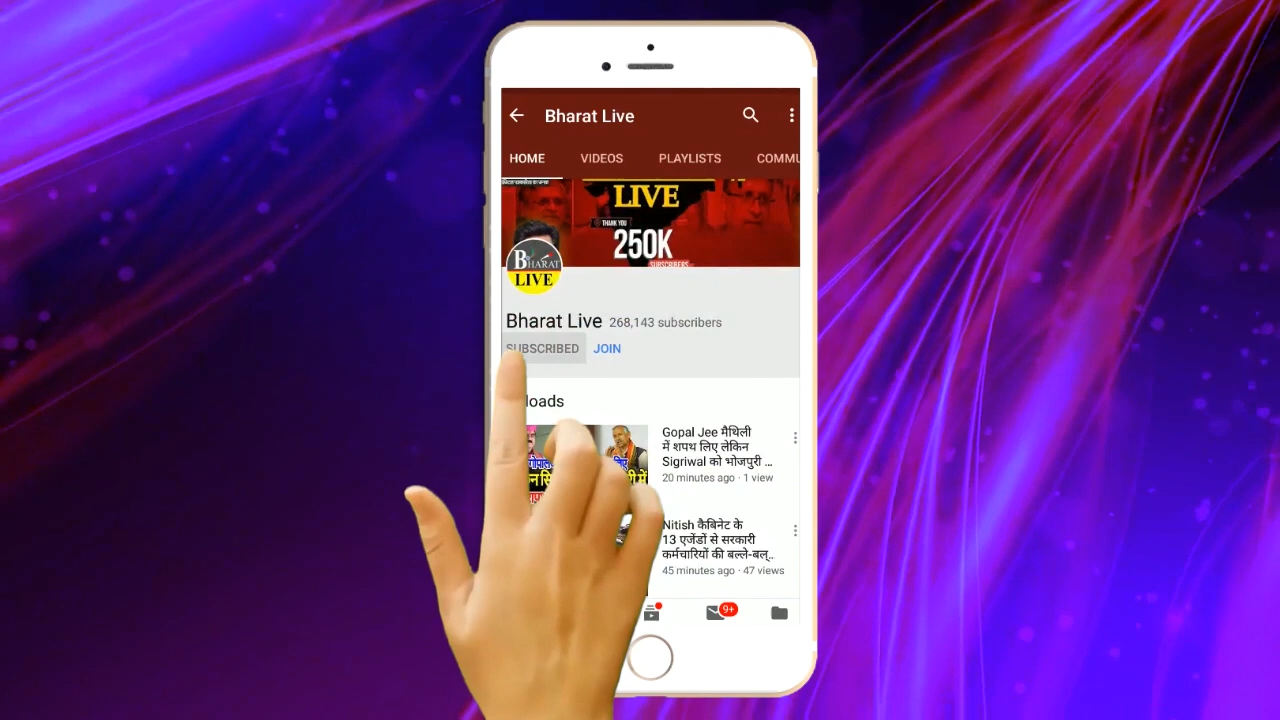 Bharat Live
HOME VIDEOS PLAYLISTS COMMU
LIVE
THANK YOU
250K
SUBSCRIBERS
BHARAT
LIVE
Bharat Live 268,143 subscribers
SUBSCRIBED JOIN
loads
Gopal Jee मैथिली
में शपथ लिए लेकिन
Sigriwal को भोजपुरी ...
20 minutes ago · 1 view
Nitish कैबिनेट के
13 एजेंडों से सरकारी
कर्मचारियों की बल्ले-बल्..
45 minutes ago · 47 views
9+